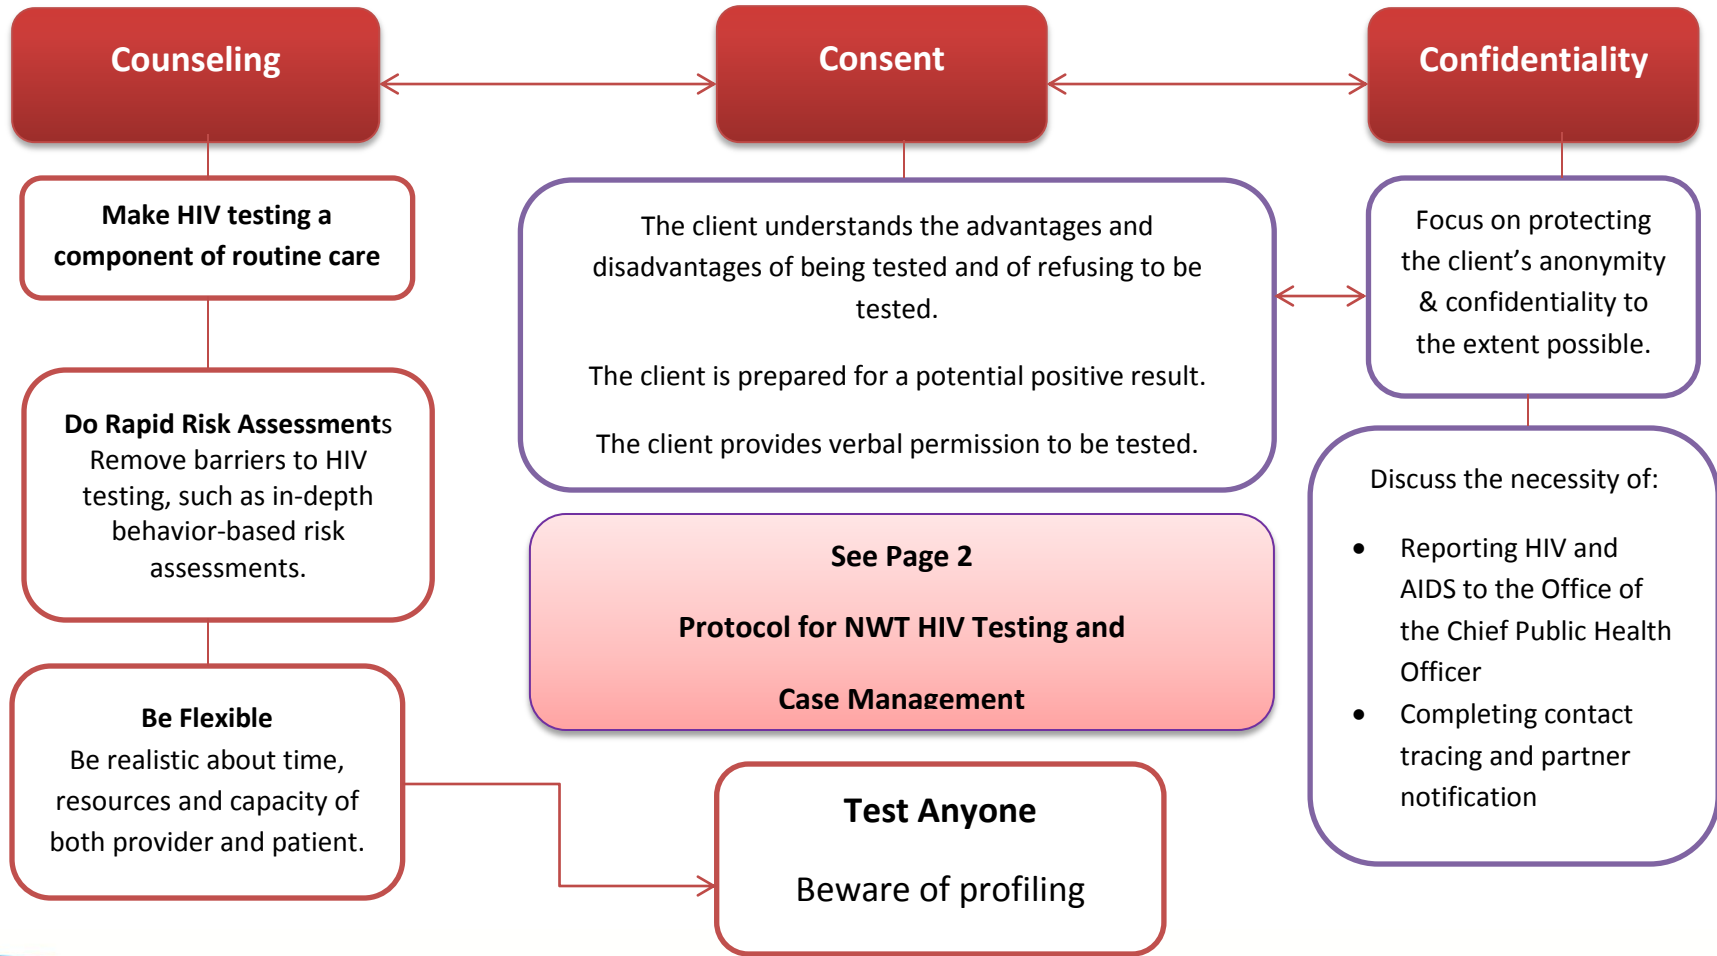 Counseling
Consent
Confidentiality
Make HIV testing a
component of routine care
Do Rapid Risk Assessments
Remove barriers to HIV
testing, such as in-depth
behavior-based risk
assessments.
Be Flexible
Be realistic about time,
resources and capacity of
both provider and patient.
The client understands the advantages and
disadvantages of being tested and of refusing to be
tested.
The client is prepared for a potential positive result.
The client provides verbal permission to be tested.
See Page 2
Protocol for NWT HIV Testing and
Case Management
Test Anyone
Beware of profiling
Focus on protecting
the client’s anonymity
& confidentiality to
the extent possible.
Discuss the necessity of:
• Reporting HIV and
AIDS to the Office of
the Chief Public Health
Officer
• Completing contact
tracing and partner
notification